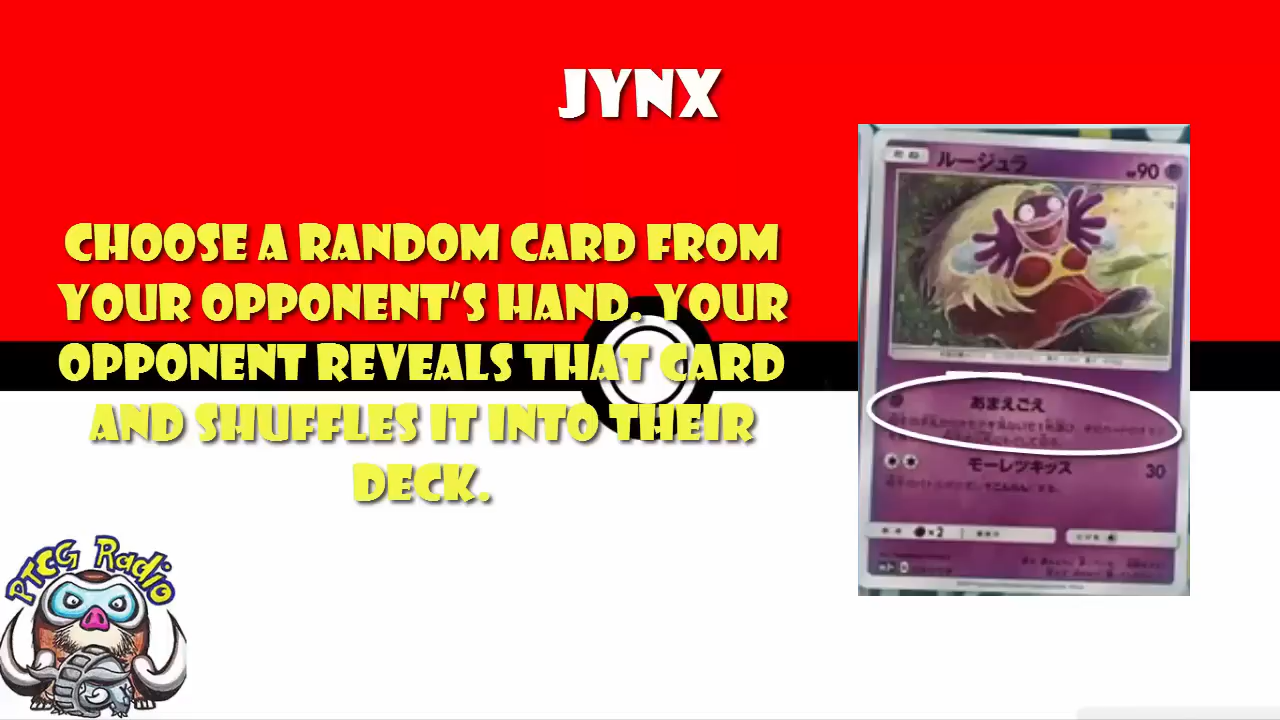 JYNX
CHOOSE A RANDOM CARD FROM
YOUR OPPONENT'S HAND. YOUR
OPPONENT REVEALS THAT CARD
AND SHUFFLES IT INTO THEIR
DECK.
ルージュラ
90
あまえごえ
モーレツキッス 30
×2
PTCG Radio